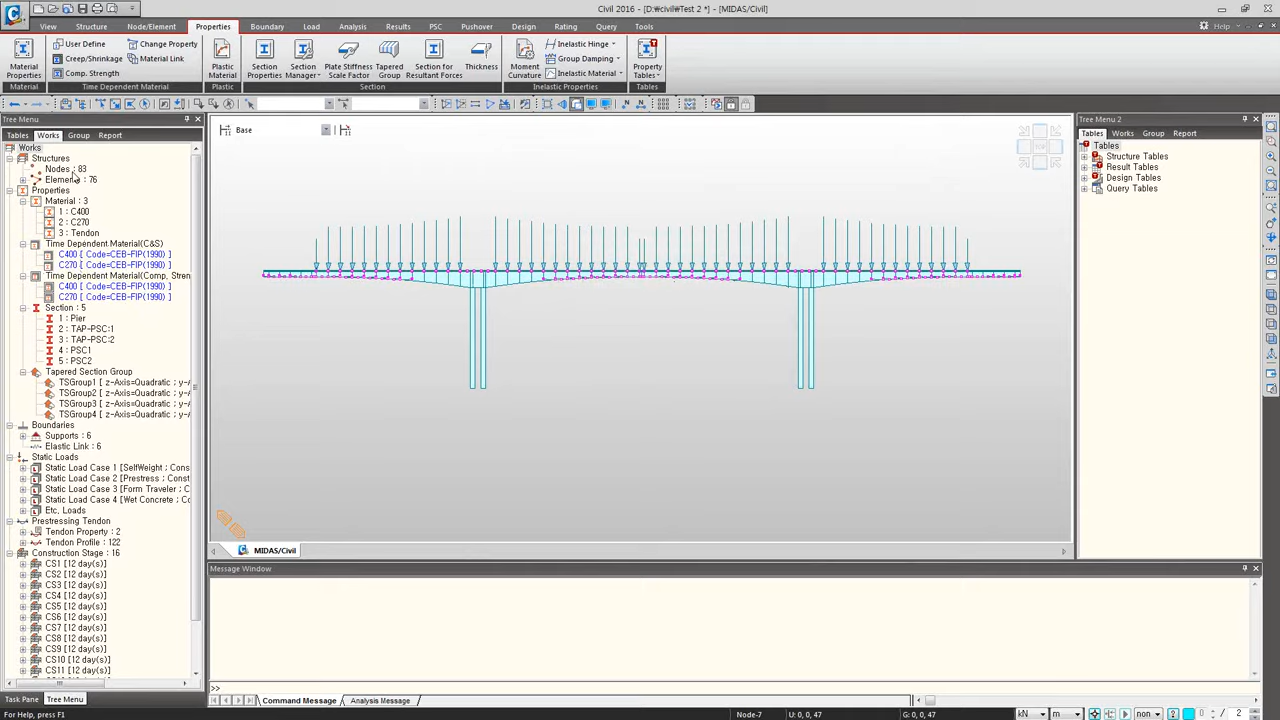 Civil 2016 - [D:₩civil₩Test 2 *] - [MIDAS/Civil]
View Structure Node/Element Properties Boundary Load Analysis Results PSC Pushover Design Rating Query Tools Help
Material Properties
User Define
Creep/Shrinkage
Comp. Strength
Change Property
Material Link
Plastic Material
Section Properties
Section Manager
Plate Stiffness Scale Factor
Tapered Group
Section for Resultant Forces
Thickness
Moment Curvature
Inelastic Hinge
Group Damping
Inelastic Material
Property Tables
Material Time Dependent Material Plastic Section Inelastic Properties Tables
Tree Menu
Tables Works Group Report
Works
Structures
Nodes : 83
Elements : 76
Properties
Material : 3
1 : C400
2 : C270
3 : Tendon
Time Dependent Material(C&S)
C400 [ Code=CEB-FIP(1990) ]
C270 [ Code=CEB-FIP(1990) ]
Time Dependent Material(Comp, Stren
C400 [ Code=CEB-FIP(1990) ]
C270 [ Code=CEB-FIP(1990) ]
Section : 5
1 : Pier
2 : TAP-PSC:1
3 : TAP-PSC:2
4 : PSC1
5 : PSC2
Tapered Section Group
TSGroup1 [ z-Axis=Quadratic ; y-A
TSGroup2 [ z-Axis=Quadratic ; y-A
TSGroup3 [ z-Axis=Quadratic ; y-A
TSGroup4 [ z-Axis=Quadratic ; y-A
Boundaries
Supports : 6
Elastic Link : 6
Static Loads
Static Load Case 1 [SelfWeight ; Cons
Static Load Case 2 [Prestress ; Const
Static Load Case 3 [Form Traveler ; C
Static Load Case 4 [Wet Concrete ; C
Etc, Loads
Prestressing Tendon
Tendon Property : 2
Tendon Profile : 122
Construction Stage : 16
CS1 [12 day(s)]
CS2 [12 day(s)]
CS3 [12 day(s)]
CS4 [12 day(s)]
CS5 [12 day(s)]
CS6 [12 day(s)]
CS7 [12 day(s)]
CS8 [12 day(s)]
CS9 [12 day(s)]
CS10 [12 day(s)]
CS11 [12 day(s)]
Task Pane Tree Menu
Base
MIDAS/Civil
Tree Menu 2
Tables Works Group Report
Tables
Structure Tables
Result Tables
Design Tables
Query Tables
Message Window
>>
Command Message Analysis Message
For Help, press F1
Node-7
U: 0, 0, 47
G: 0, 0, 47
kN
m
non
? 0 / 2